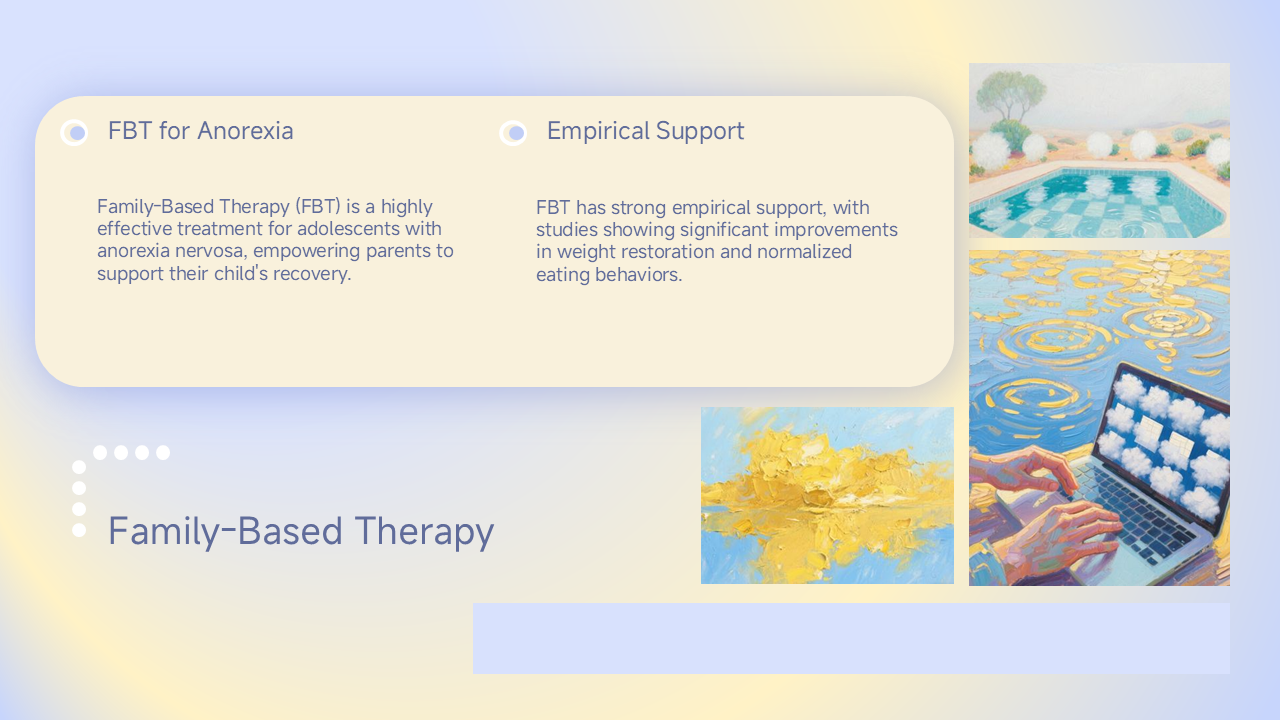 FBT for Anorexia
Family-Based Therapy (FBT) is a highly
effective treatment for adolescents with
anorexia nervosa, empowering parents to
support their child's recovery.
Empirical Support
FBT has strong empirical support, with
studies showing significant improvements
in weight restoration and normalized
eating behaviors.
Family-Based Therapy